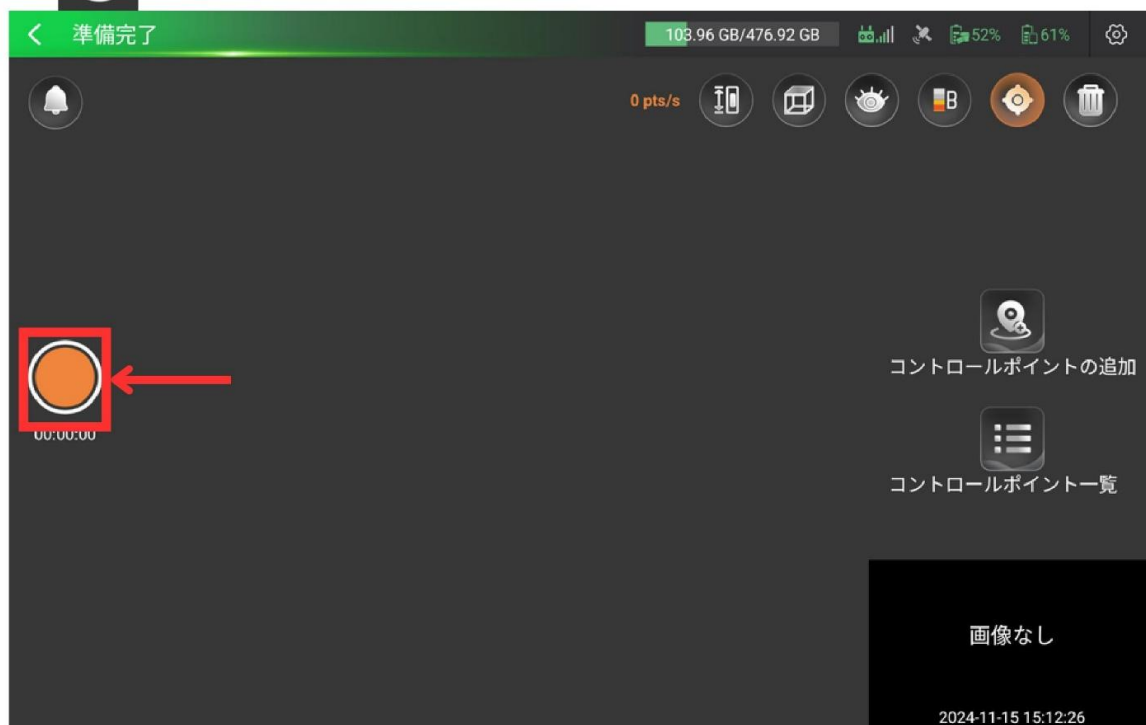 準備完了
103.96 GB/476.92 GB
52%
61%
0 pts/s
B
コントロールポイントの追加
00:00:00
コントロールポイント一覧
画像なし
2024-11-15 15:12:26